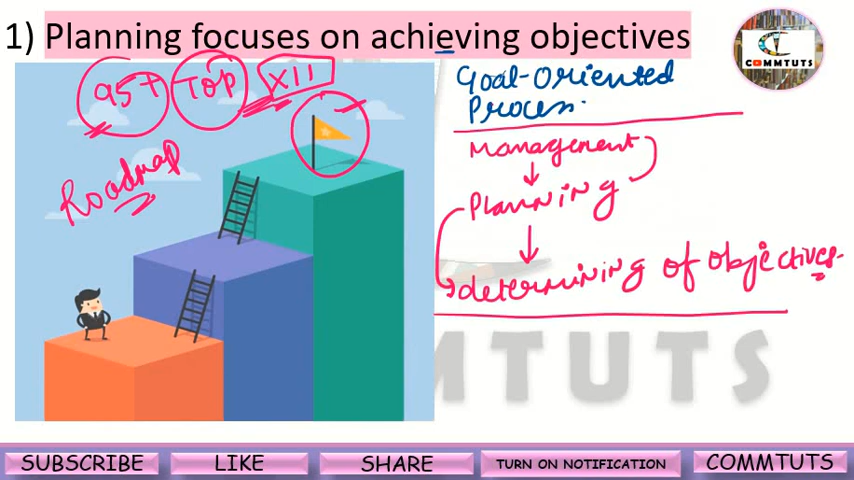 1) Planning focuses on achieving objectives
COMMTUTS
95+ Top XII
Roadmap
Goal-Oriented
Process.
Management
Planning
determining of objectives.
MTUTS
SUBSCRIBE
LIKE
SHARE
TURN ON NOTIFICATION
COMMTUTS